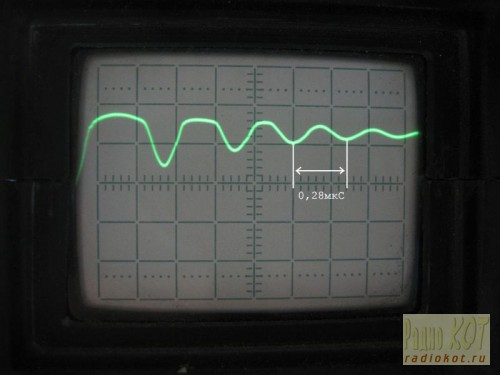 0,28мкС
Радио КОТ
radiokot.ru